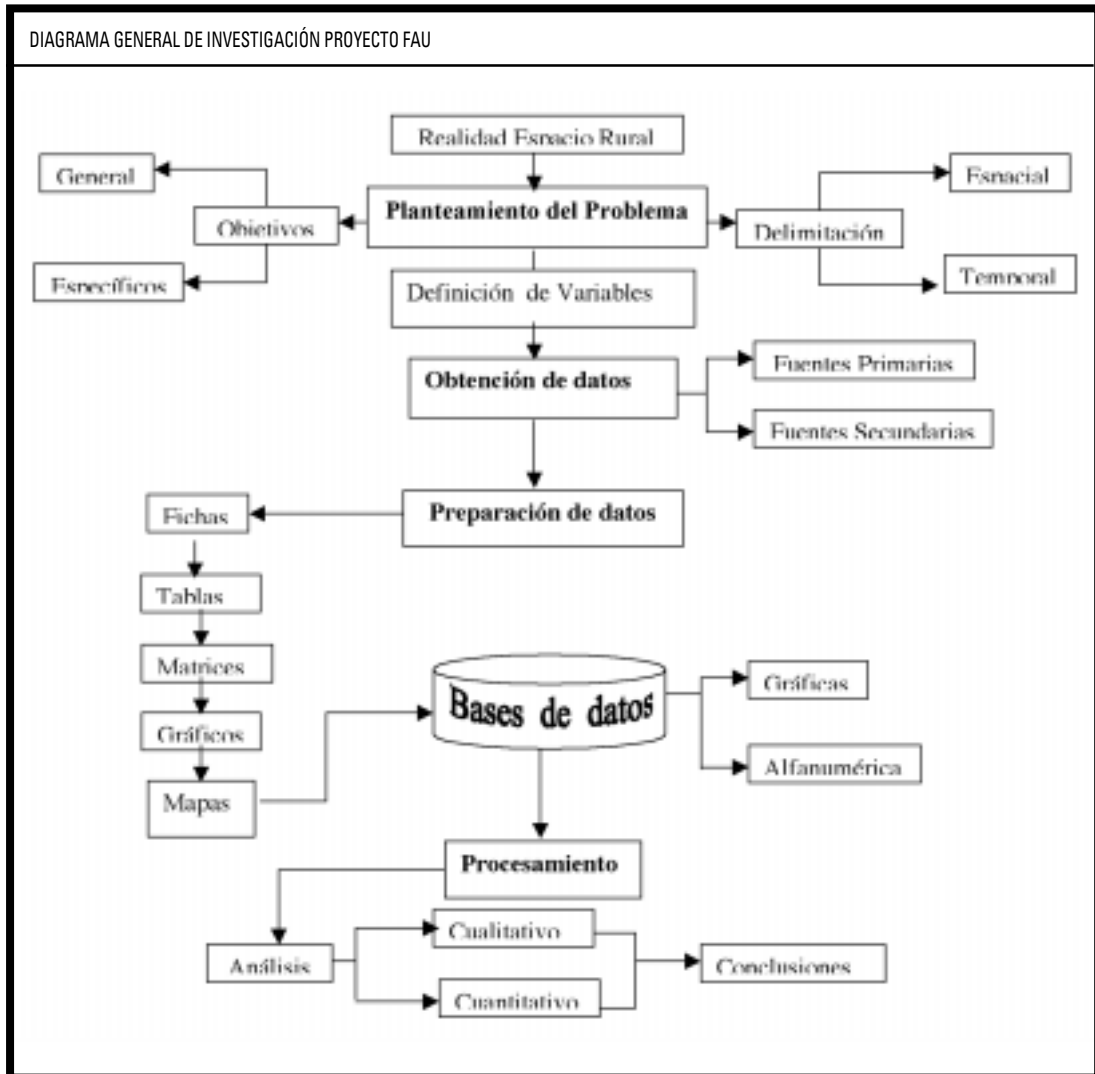 DIAGRAMA GENERAL DE INVESTIGACIÓN PROYECTO FAU
Realidad Espacio Rural
General
Espacial
Planteamiento del Problema
Objetivos
Delimitación
Específicos
Temporal
Definición de Variables
Fuentes Primarias
Obtención de datos
Fuentes Secundarias
Fichas
Preparación de datos
Tablas
Matrices
Gráficas
Bases de datos
Gráficos
Alfanumérica
Mapas
Procesamiento
Cualitativo
Análisis
Conclusiones
Cuantitativo